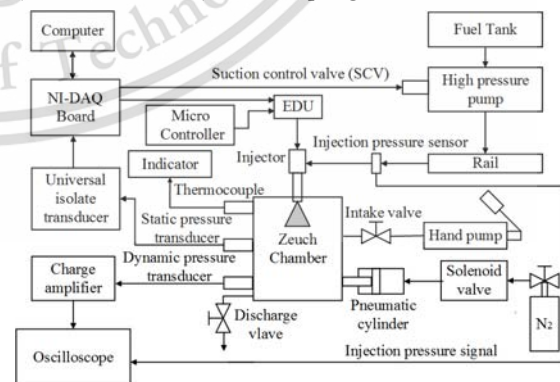 of Techn
Computer
Fuel Tank
Suction control valve (SCV)
NI-DAQ
Board
High pressure
pump
EDU
Micro
Controller
Injection pressure sensor
Injector
Rail
Indicator
Thermocouple
Universal
isolate
transducer
Static pressure
transducer
Intake valve
Zeuch
Chamber
Hand pump
Dynamic pressure
transducer
Solenoid
valve
Charge
amplifier
Pneumatic
cylinder
N2
Discharge
vlave
Oscilloscope
Injection pressure signal